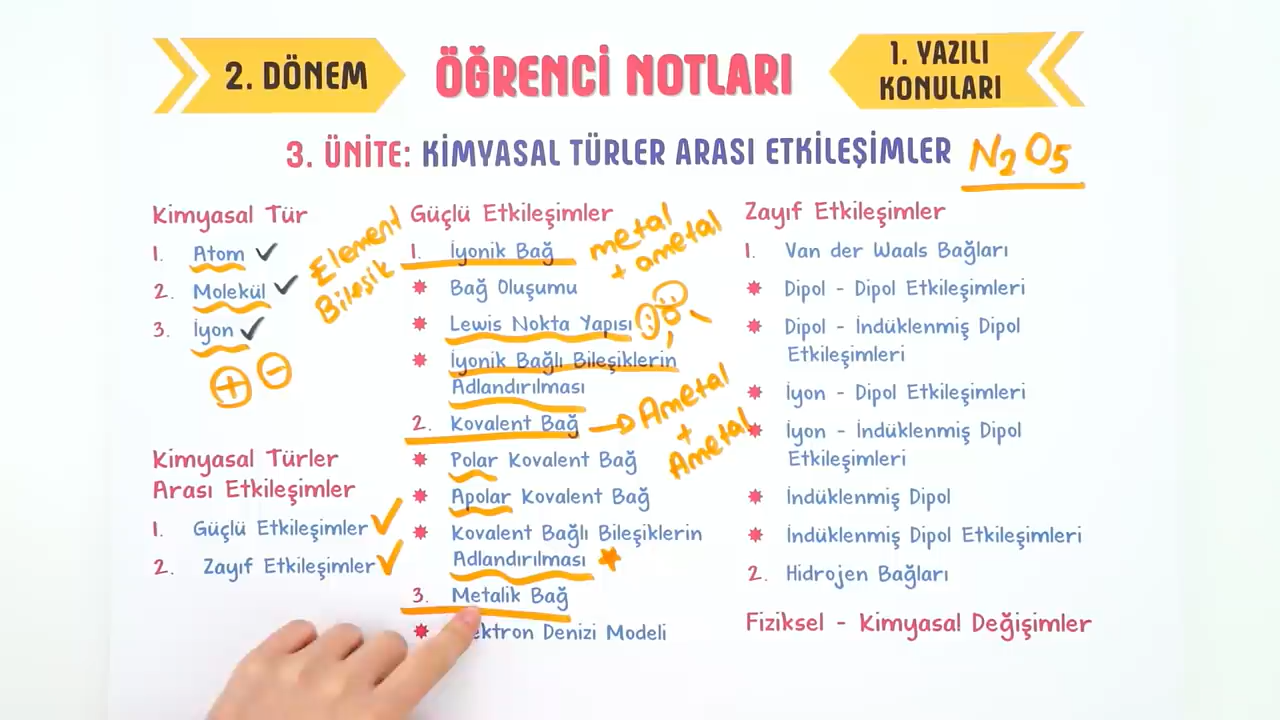 2. DÖNEM
ÖĞRENCİ NOTLARI
1. YAZILI
KONULARI
3. ÜNİTE: KİMYASAL TÜRLER ARASI ETKİLEŞİMLER
N2O5
Kimyasal Tür
1. Atom
2. Molekül
3. İyon
Element
Bileşik
+ -
Kimyasal Türler
Arası Etkileşimler
1. Güçlü Etkileşimler
2. Zayıf Etkileşimler
Güçlü Etkileşimler
1. İyonik Bağ
metal
+ ametal
Bağ Oluşumu
Lewis Nokta Yapısı
İyonik Bağlı Bileşiklerin
Adlandırılması
2. Kovalent Bağ
Ametal
+
Ametal
Polar Kovalent Bağ
Apolar Kovalent Bağ
Kovalent Bağlı Bileşiklerin
Adlandırılması
3. Metalik Bağ
ektron Denizi Modeli
Zayıf Etkileşimler
1. Van der Waals Bağları
Dipol - Dipol Etkileşimleri
Dipol - İndüklenmiş Dipol
Etkileşimleri
İyon - Dipol Etkileşimleri
İyon - İndüklenmiş Dipol
Etkileşimleri
İndüklenmiş Dipol
İndüklenmiş Dipol Etkileşimleri
2. Hidrojen Bağları
Fiziksel - Kimyasal Değişimler